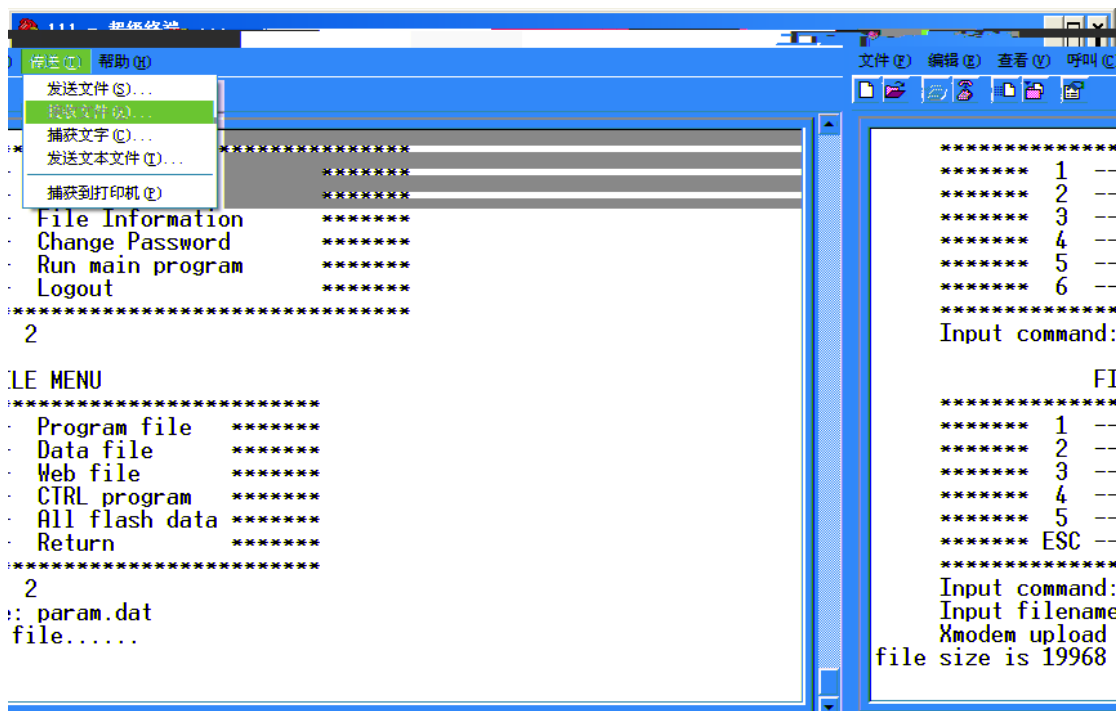 111 - 超级终端
传送(T) 帮助(H)
发送文件(S)...
接收文件(R)...
捕获文字(C)...
发送文本文件(T)...
捕获到打印机(P)
*******
*******
File Information *******
Change Password *******
Run main program *******
Logout *******
2
LE MENU
Program file *******
Data file *******
Web file *******
CTRL program *******
All flash data *******
Return *******
2
: param.dat
file......
文件(F) 编辑(E) 查看(V) 呼叫(C
******* 1 --
******* 2 --
******* 3 --
******* 4 --
******* 5 --
******* 6 --
Input command:
FI
******* 1 --
******* 2 --
******* 3 --
******* 4 --
******* 5 --
******* ESC --
Input command:
Input filename
Xmodem upload
file size is 19968